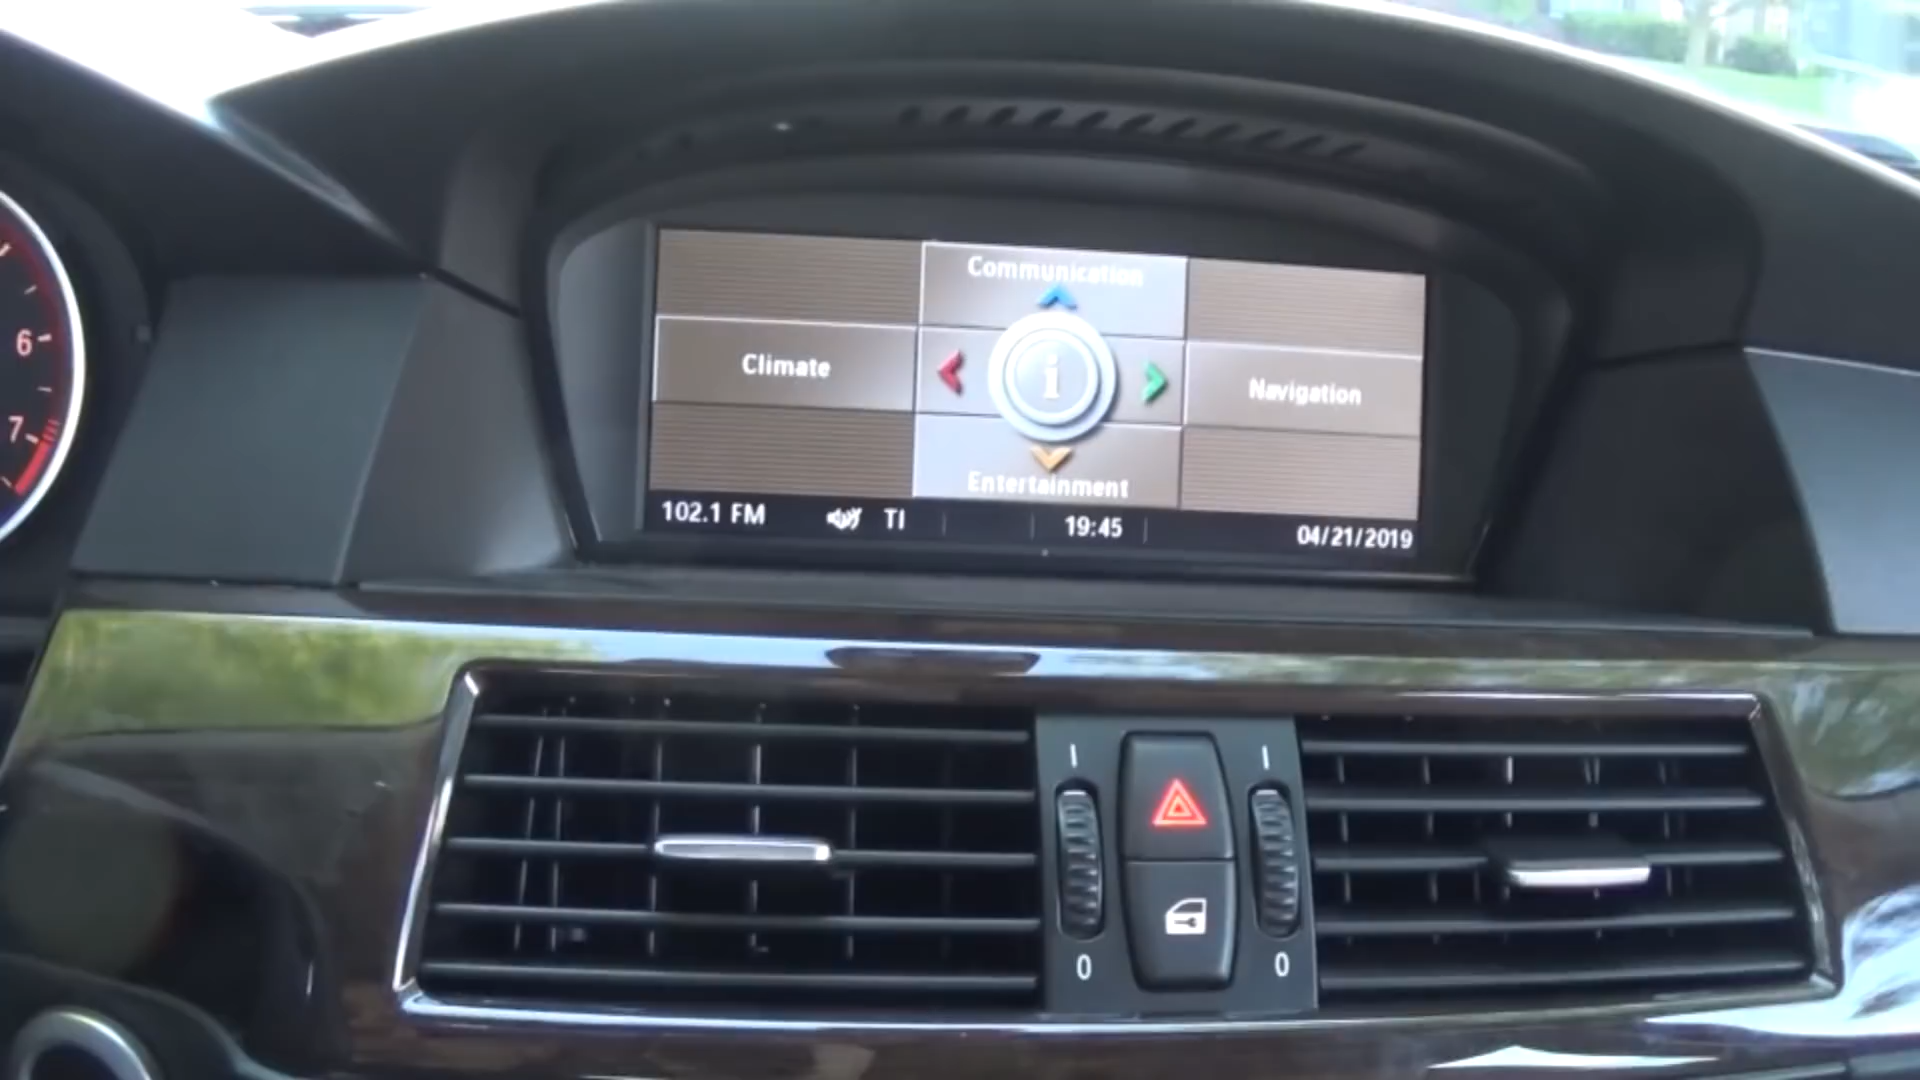 Communication
Climate
i
Navigation
Entertainment
102.1 FM TI 19:45 04/21/2019
6
7
I I
0 0